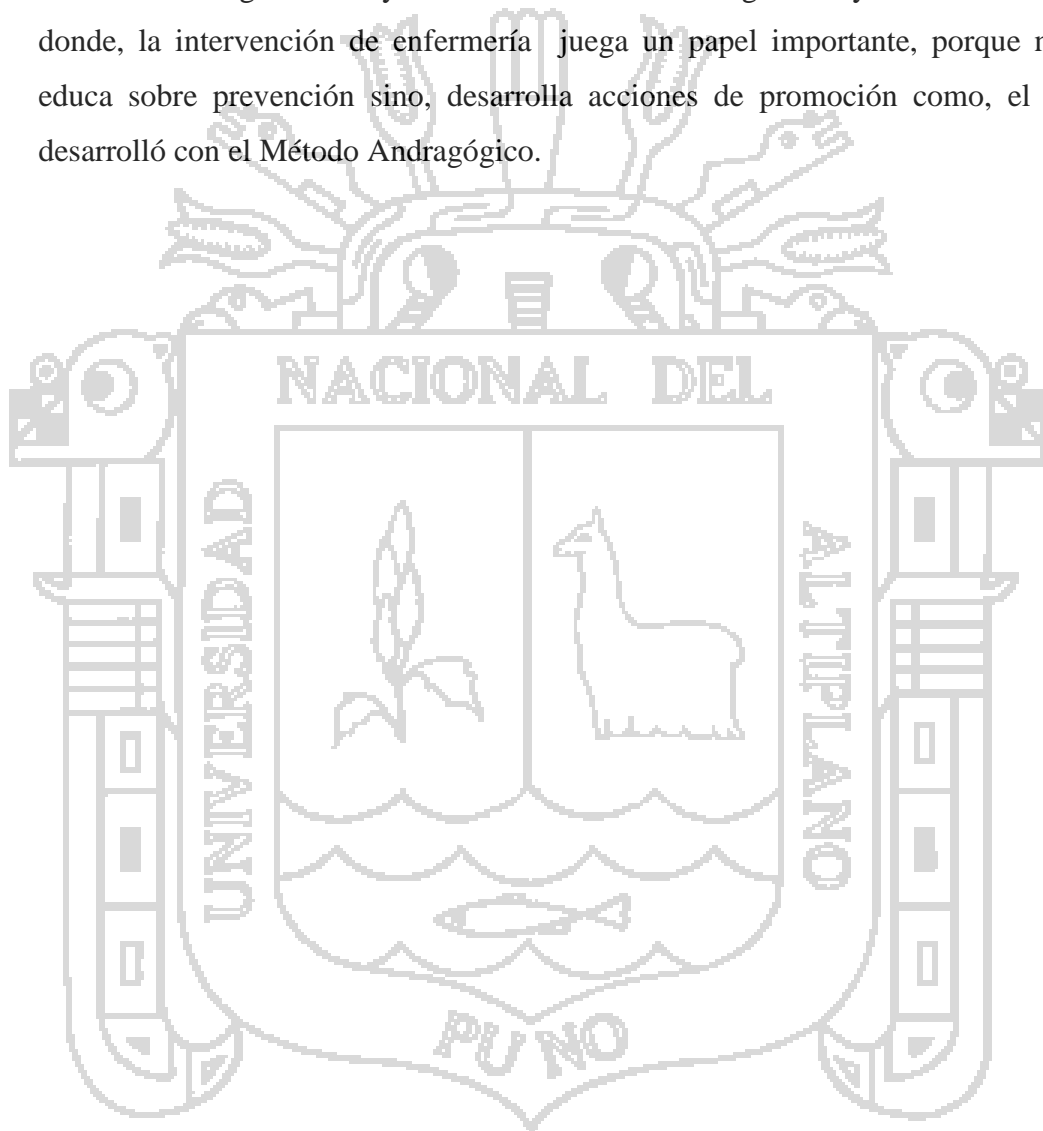 donde, la intervención de enfermería juega un papel importante, porque
educa sobre prevención sino, desarrolla acciones de promoción como, el
desarrolló con el Método Andragógico.
NACIONAL DEL
UNIVERSIDAD
ALTIPLANO
PUNO